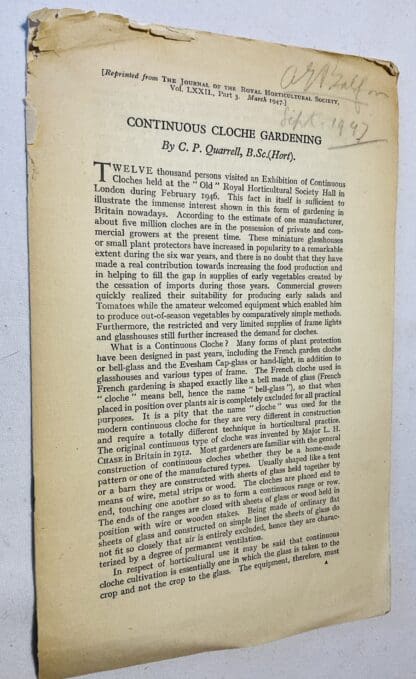 [Reprinted from THE JOURNAL OF THE ROYAL HORTICULTURAL SOCIETY,
Vol. LXXII., Part 3. March 1947.]
Sept. 1947
CONTINUOUS CLOCHE GARDENING
By C. P. Quarrell, B.Sc.(Hort).
TWELVE thousand persons visited an Exhibition of Continuous
Cloches held at the "Old" Royal Horticultural Society Hall in
London during February 1946. This fact in itself is sufficient to
illustrate the immense interest shown in this form of gardening in
Britain nowadays. According to the estimate of one manufacturer,
about five million cloches are in the possession of private and com-
mercial growers at the present time. These miniature glasshouses
or small plant protectors have increased in popularity to a remarkable
extent during the six war years, and there is no doubt that they have
made a real contribution towards increasing the food production and
in helping to fill the gap in supplies of early vegetables created by
the cessation of imports during those years. Commercial growers
quickly realized their suitability for producing early salads and
Tomatoes while the amateur welcomed equipment which enabled him
to produce out-of-season vegetables by comparatively simple methods.
Furthermore, the restricted and very limited supplies of frame lights
and glasshouses still further increased the demand for cloches.
What is a Continuous Cloche? Many forms of plant protection
have been designed in past years, including the French garden cloche
or bell-glass and the Evesham Cap-glass or hand-light, in addition to
glasshouses and various types of frame. The French cloche used in
French gardening is shaped exactly like a bell made of glass (French
"cloche" means bell, hence the name "bell-glass"), so that when
placed in position over plants air is completely excluded for all practical
purposes. It is a pity that the name "cloche" was used for the
modern continuous cloche for they are very different in construction
and require a totally different technique in horticultural practice.
The original continuous type of cloche was invented by Major L. H.
CHASE in Britain in 1912. Most gardeners are familiar with the general
construction of continuous cloches whether they be a home-made
pattern or one of the manufactured types. Usually shaped like a tent
or a barn they are constructed with sheets of glass held together by
means of wire, metal strips or wood. The cloches are placed end to
end, touching one another so as to form a continuous range or row.
The ends of the ranges are closed with sheets of glass or wood held in
position with wire or wooden stakes. Being made of ordinary flat
sheets of glass and constructed on simple lines the sheets of glass do
not fit so closely that air is entirely excluded, hence they are charac-
terized by a degree of permanent ventilation.
In respect of horticultural use it may be said that continuous
cloche cultivation is essentially one in which the glass is taken to the
crop and not the crop to the glass. The equipment, therefore, must
A